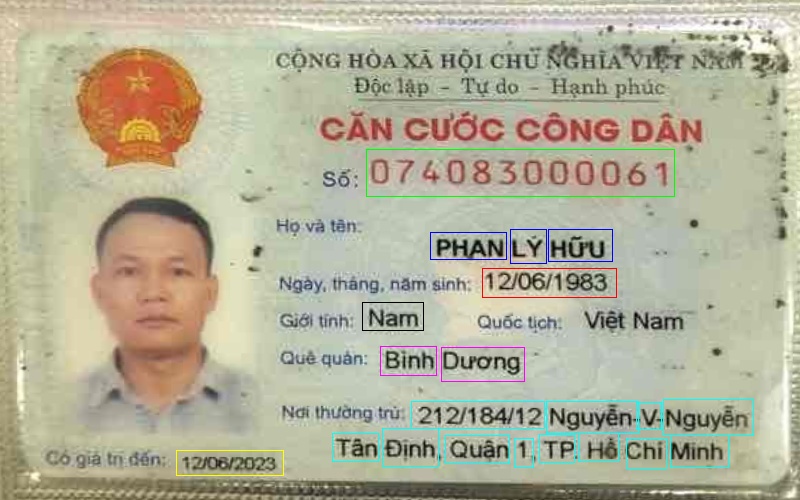 CỘNG HÒA XÃ HỘI CHỦ NGHĨA VIỆT NAM
Độc lập - Tự do - Hạnh phúc
CĂN CƯỚC CÔNG DÂN
Số: 074083000061
Họ và tên:
PHAN LÝ HỮU
Ngày, tháng, năm sinh: 12/06/1983
Giới tính: Nam Quốc tịch: Việt Nam
Quê quán: Bình Dương
Nơi thường trú: 212/184/12 Nguyễn-V-Nguyễn
Tân Định, Quận 1, TP. Hồ Chí Minh
Có giá trị đến: 12/06/2023